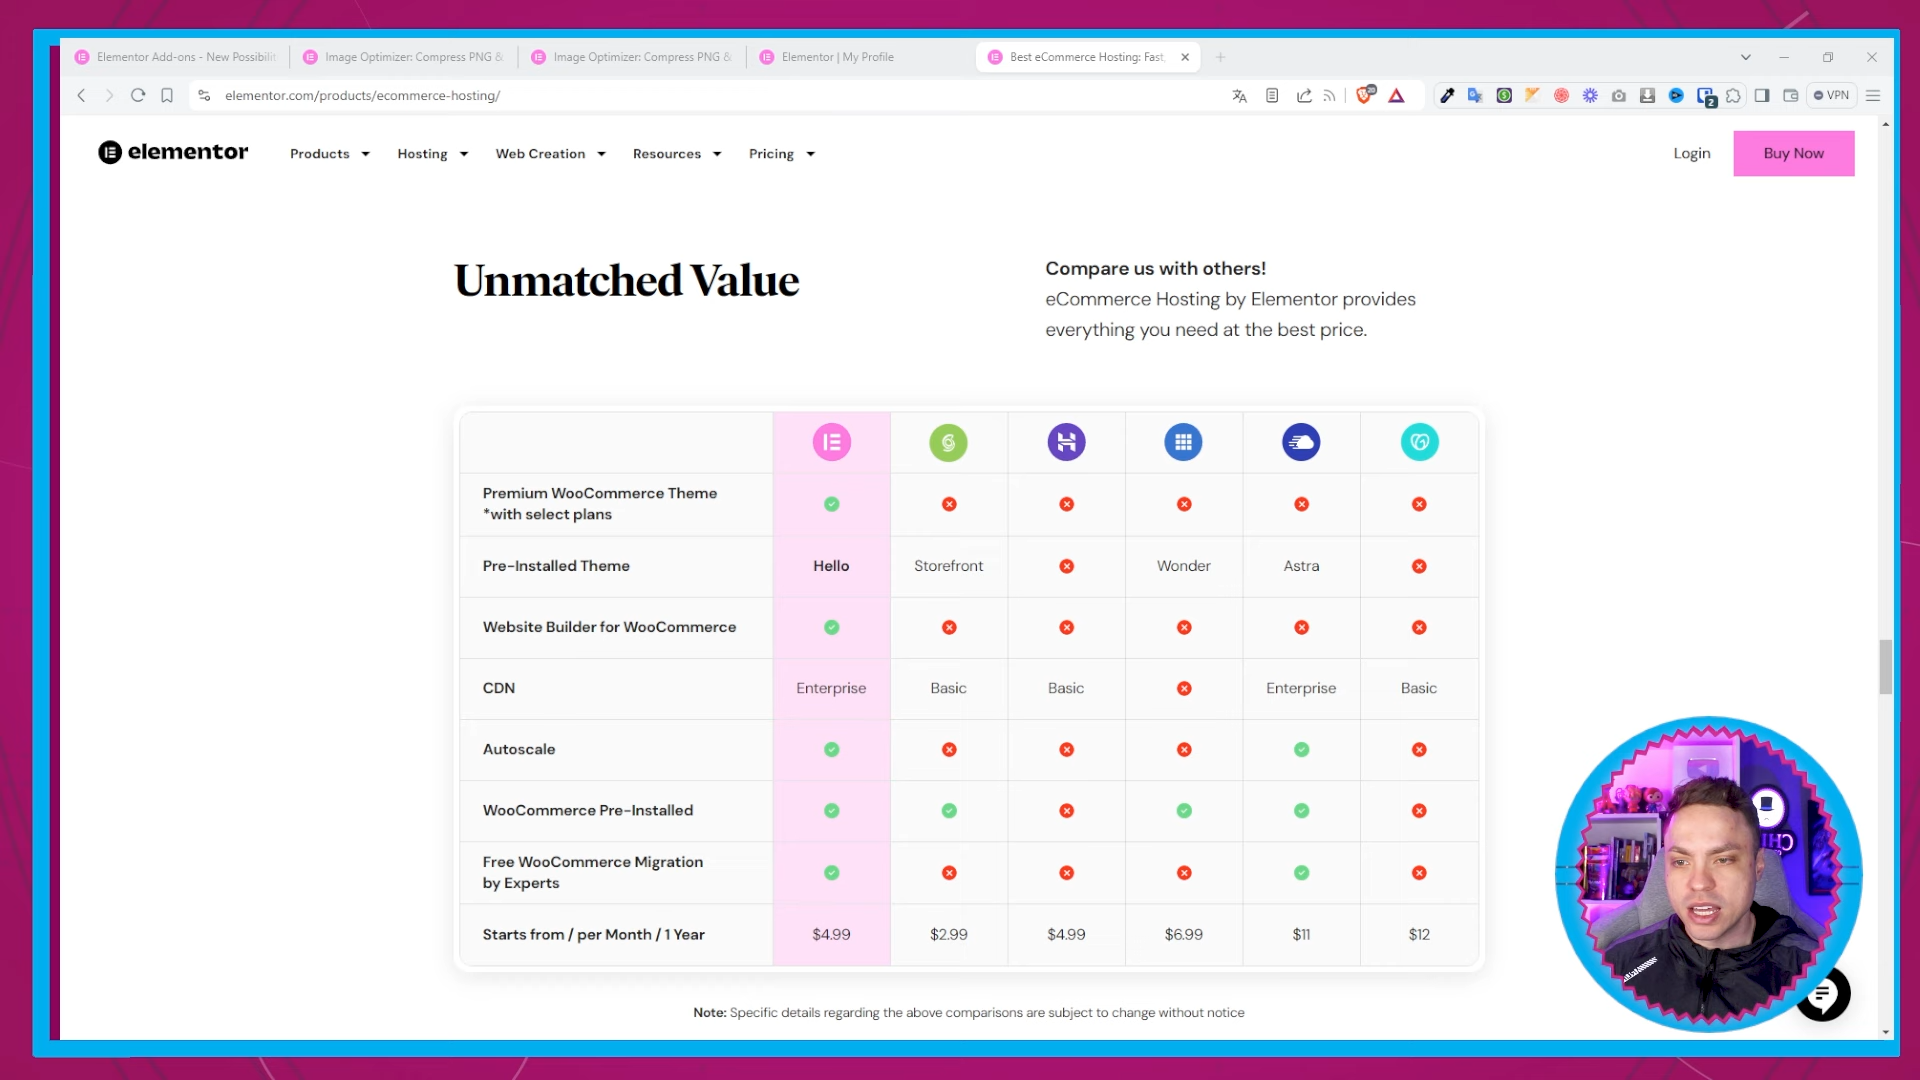 Elementor Add-ons - New Possibilit
Image Optimizer: Compress PNG &
Image Optimizer: Compress PNG &
Elementor | My Profile
Best eCommerce Hosting: Fast,
elementor.com/products/ecommerce-hosting/
2
VPN
elementor
Products
Hosting
Web Creation
Resources
Pricing
Login
Buy Now
Unmatched Value
Compare us with others!
eCommerce Hosting by Elementor provides
everything you need at the best price.
Premium WooCommerce Theme
*with select plans
Pre-Installed Theme Hello Storefront Wonder Astra
Website Builder for WooCommerce
CDN Enterprise Basic Basic Enterprise Basic
Autoscale
WooCommerce Pre-Installed
Free WooCommerce Migration
by Experts
Starts from / per Month / 1 Year $4.99 $2.99 $4.99 $6.99 $11 $12
Note: Specific details regarding the above comparisons are subject to change without notice